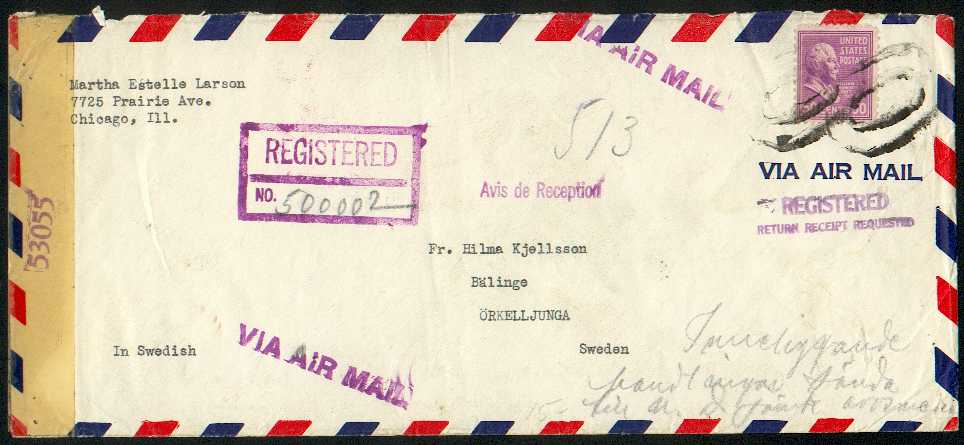 Martha Estelle Larson
7725 Prairie Ave.
Chicago, Ill.
VIA AIR MAIL
UNITED
STATES
POSTAGE
REGISTERED
NO. 500002
513
Avis de Reception
VIA AIR MAIL
REGISTERED
RETURN RECEIPT REQUESTED
53055
Fr. Hilma Kjellsson
Bälinge
ÖRKELLJUNGA
Sweden
In Swedish
VIA AIR MAIL
Inneliggande